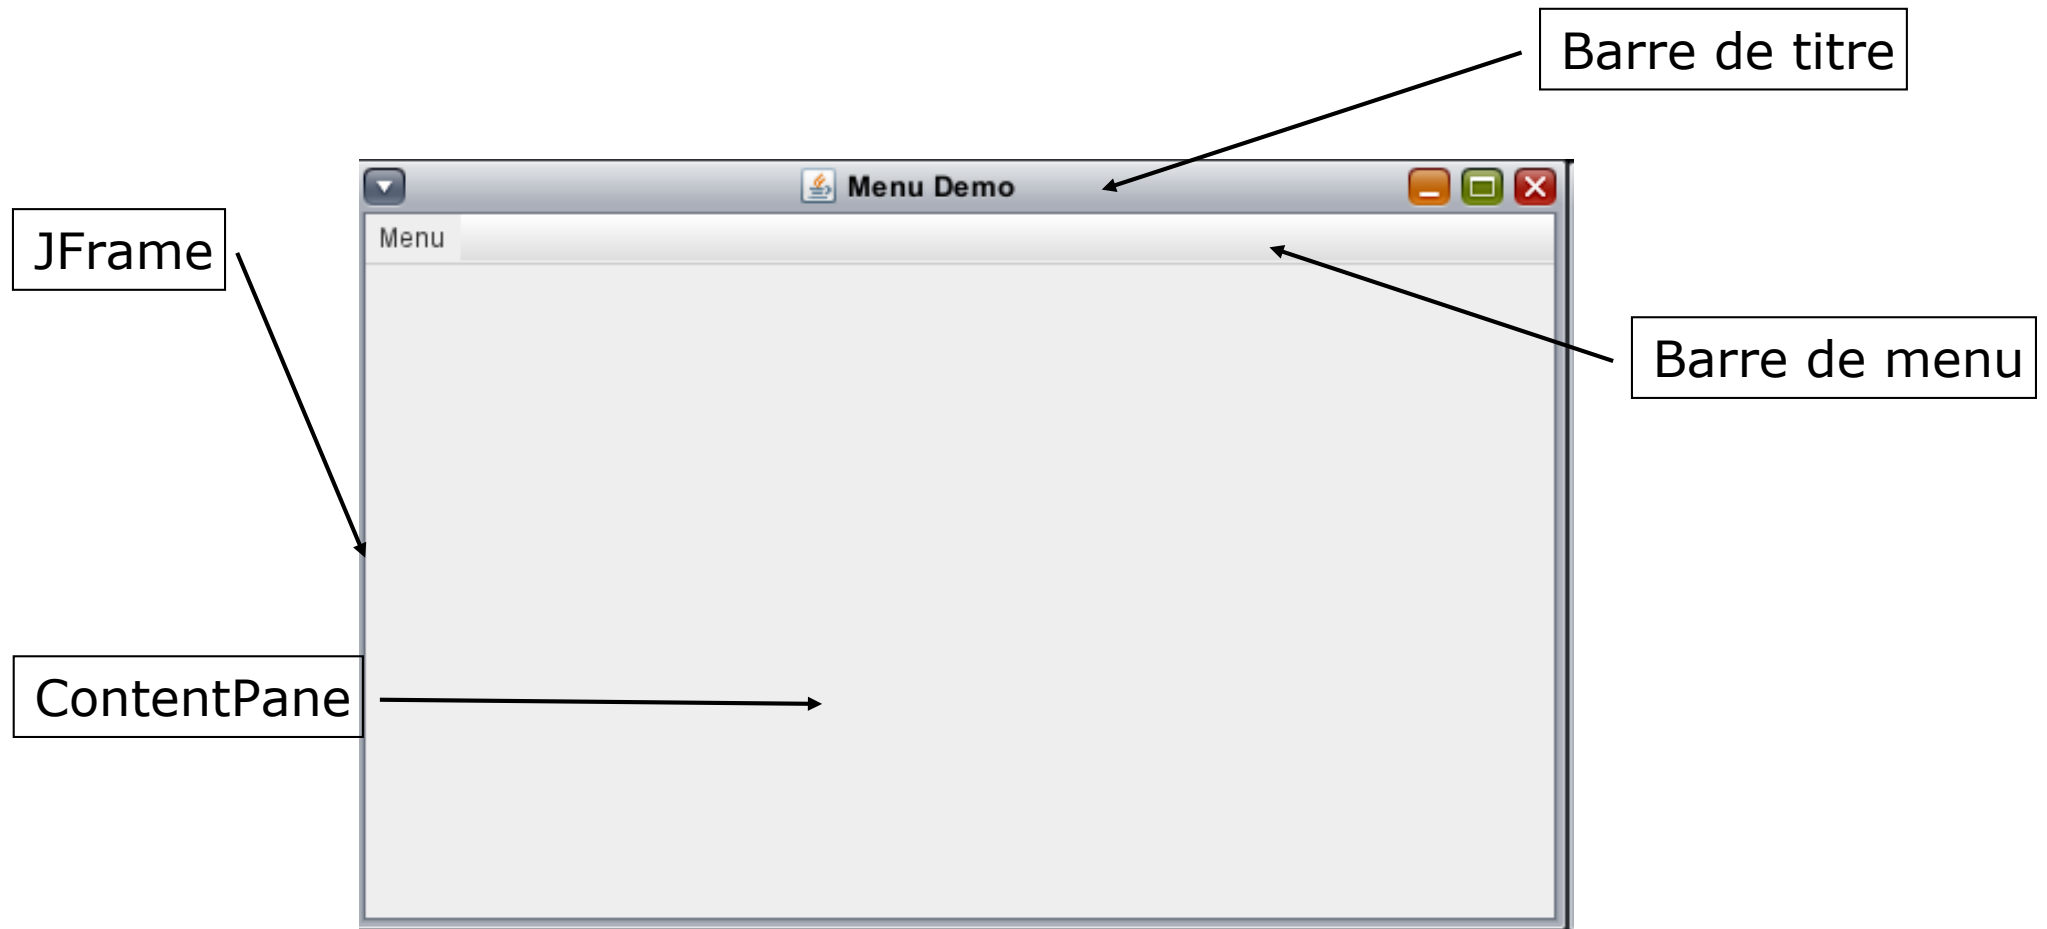 Barre de titre
Menu Demo
JFrame
Menu
Barre de menu
ContentPane